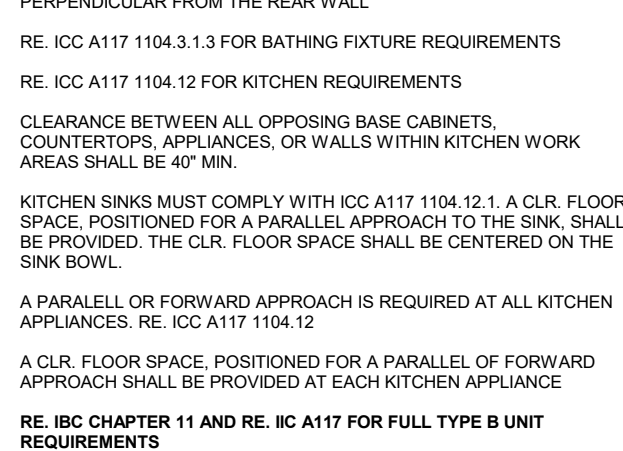 PERPENDICULAR FROM THE REAR WALL
RE. ICC A117 1104.3.1.3 FOR BATHING FIXTURE REQUIREMENTS
RE. ICC A117 1104.12 FOR KITCHEN REQUIREMENTS
CLEARANCE BETWEEN ALL OPPOSING BASE CABINETS,
COUNTERTOPS, APPLIANCES, OR WALLS WITHIN KITCHEN WORK
AREAS SHALL BE 40" MIN.
KITCHEN SINKS MUST COMPLY WITH ICC A117 1104.12.1. A CLR. FLOOR
SPACE, POSITIONED FOR A PARALLEL APPROACH TO THE SINK, SHALL
BE PROVIDED. THE CLR. FLOOR SPACE SHALL BE CENTERED ON THE
SINK BOWL.
A PARALELL OR FORWARD APPROACH IS REQUIRED AT ALL KITCHEN
APPLIANCES. RE. ICC A117 1104.12
A CLR. FLOOR SPACE, POSITIONED FOR A PARALLEL OF FORWARD
APPROACH SHALL BE PROVIDED AT EACH KITCHEN APPLIANCE
RE. IBC CHAPTER 11 AND RE. IIC A117 FOR FULL TYPE B UNIT
REQUIREMENTS